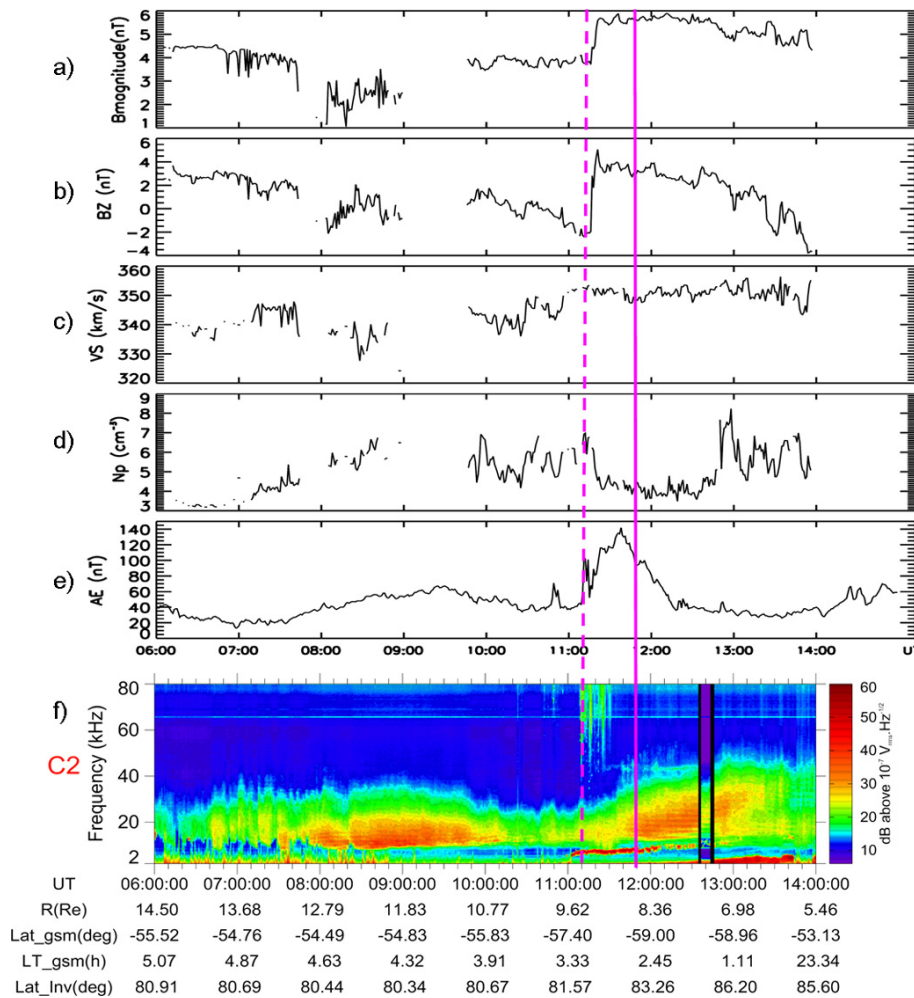 a)
Bmagnitude(nT)
6
5
4
3
2
1
b)
BZ (nT)
6
4
2
0
−2
−4
c)
VS (km/s)
360
350
340
330
320
d)
Np (cm⁻³)
9
8
7
6
5
4
3
e)
AE (nT)
140
120
100
80
60
40
20
0
06:00 07:00 08:00 09:00 10:00 11:00 12:00 13:00 14:00 U
f)
C2
Frequency (kHz)
80
60
40
20
2
60
50
40
30
20
10
dB above 10⁻⁷ Vrms.Hz⁻¹ᐟ²
UT 06:00:00 07:00:00 08:00:00 09:00:00 10:00:00 11:00:00 12:00:00 13:00:00 14:00:00
R(Re) 14.50 13.68 12.79 11.83 10.77 9.62 8.36 6.98 5.46
Lat_gsm(deg) -55.52 -54.76 -54.49 -54.83 -55.83 -57.40 -59.00 -58.96 -53.13
LT_gsm(h) 5.07 4.87 4.63 4.32 3.91 3.33 2.45 1.11 23.34
Lat_Inv(deg) 80.91 80.69 80.44 80.34 80.67 81.57 83.26 86.20 85.60